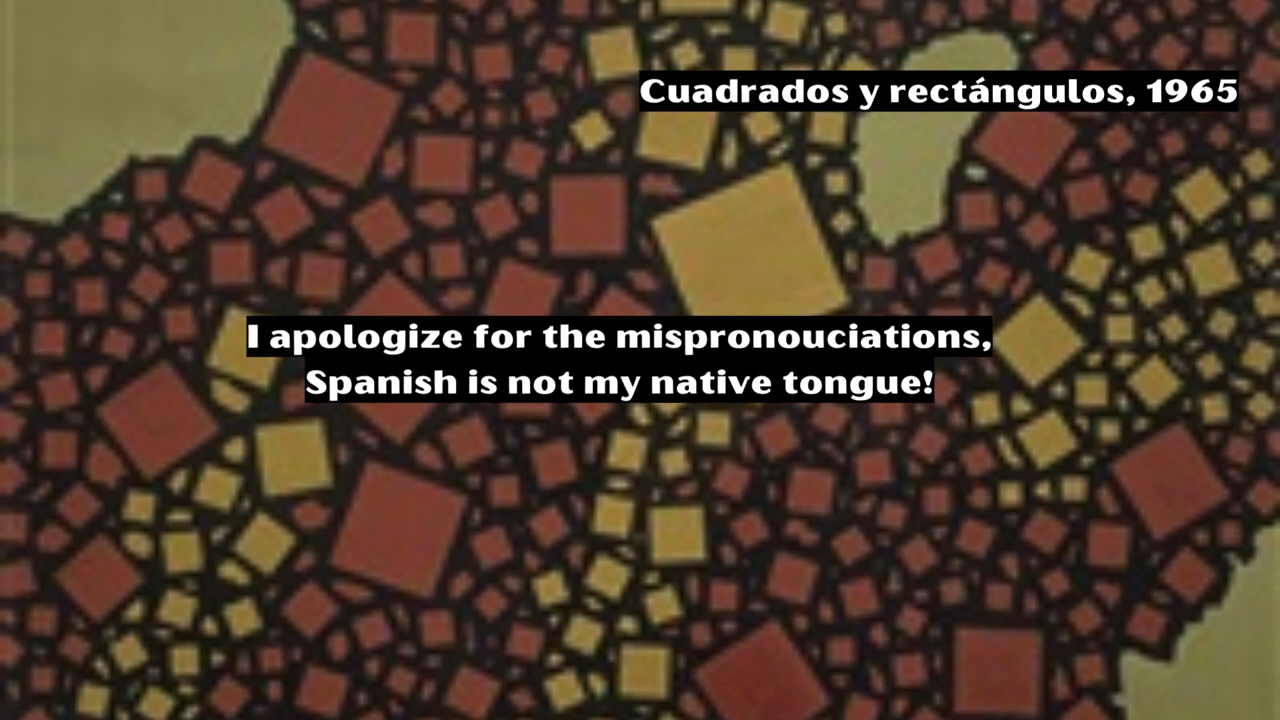 Cuadrados y rectángulos, 1965
I apologize for the mispronouciations,
Spanish is not my native tongue!